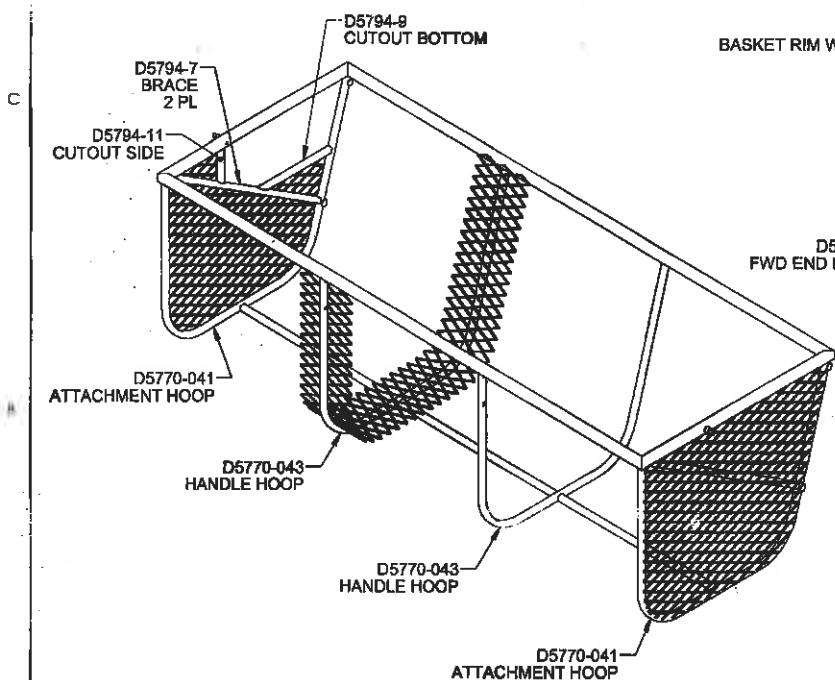 D5794-9
CUTOUT BOTTOM
BASKET RIM W
D5794-7
BRACE
2 PL
C
D5794-11
CUTOUT SIDE
FWD END
D5770-041
ATTACHMENT HOOP
D5770-043
HANDLE HOOP
D5770-043
HANDLE HOOP
D5770-041
ATTACHMENT HOOP